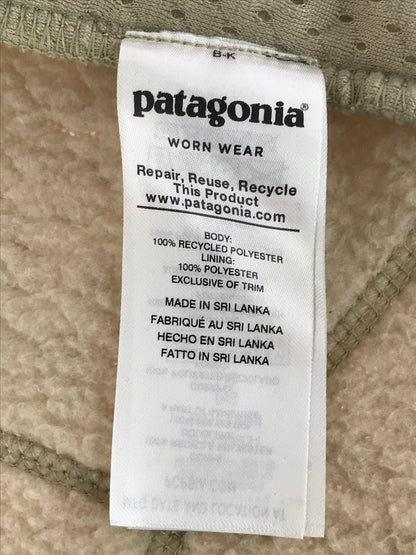 B-K
patagonia®
WORN WEAR
Repair, Reuse, Recycle
This Product
www.patagonia.com
BODY:
100% RECYCLED POLYESTER
LINING:
100% POLYESTER
EXCLUSIVE OF TRIM
MADE IN SRI LANKA
FABRIQUÉ AU SRI LANKA
HECHO EN SRI LANKA
FATTO IN SRI LANKA